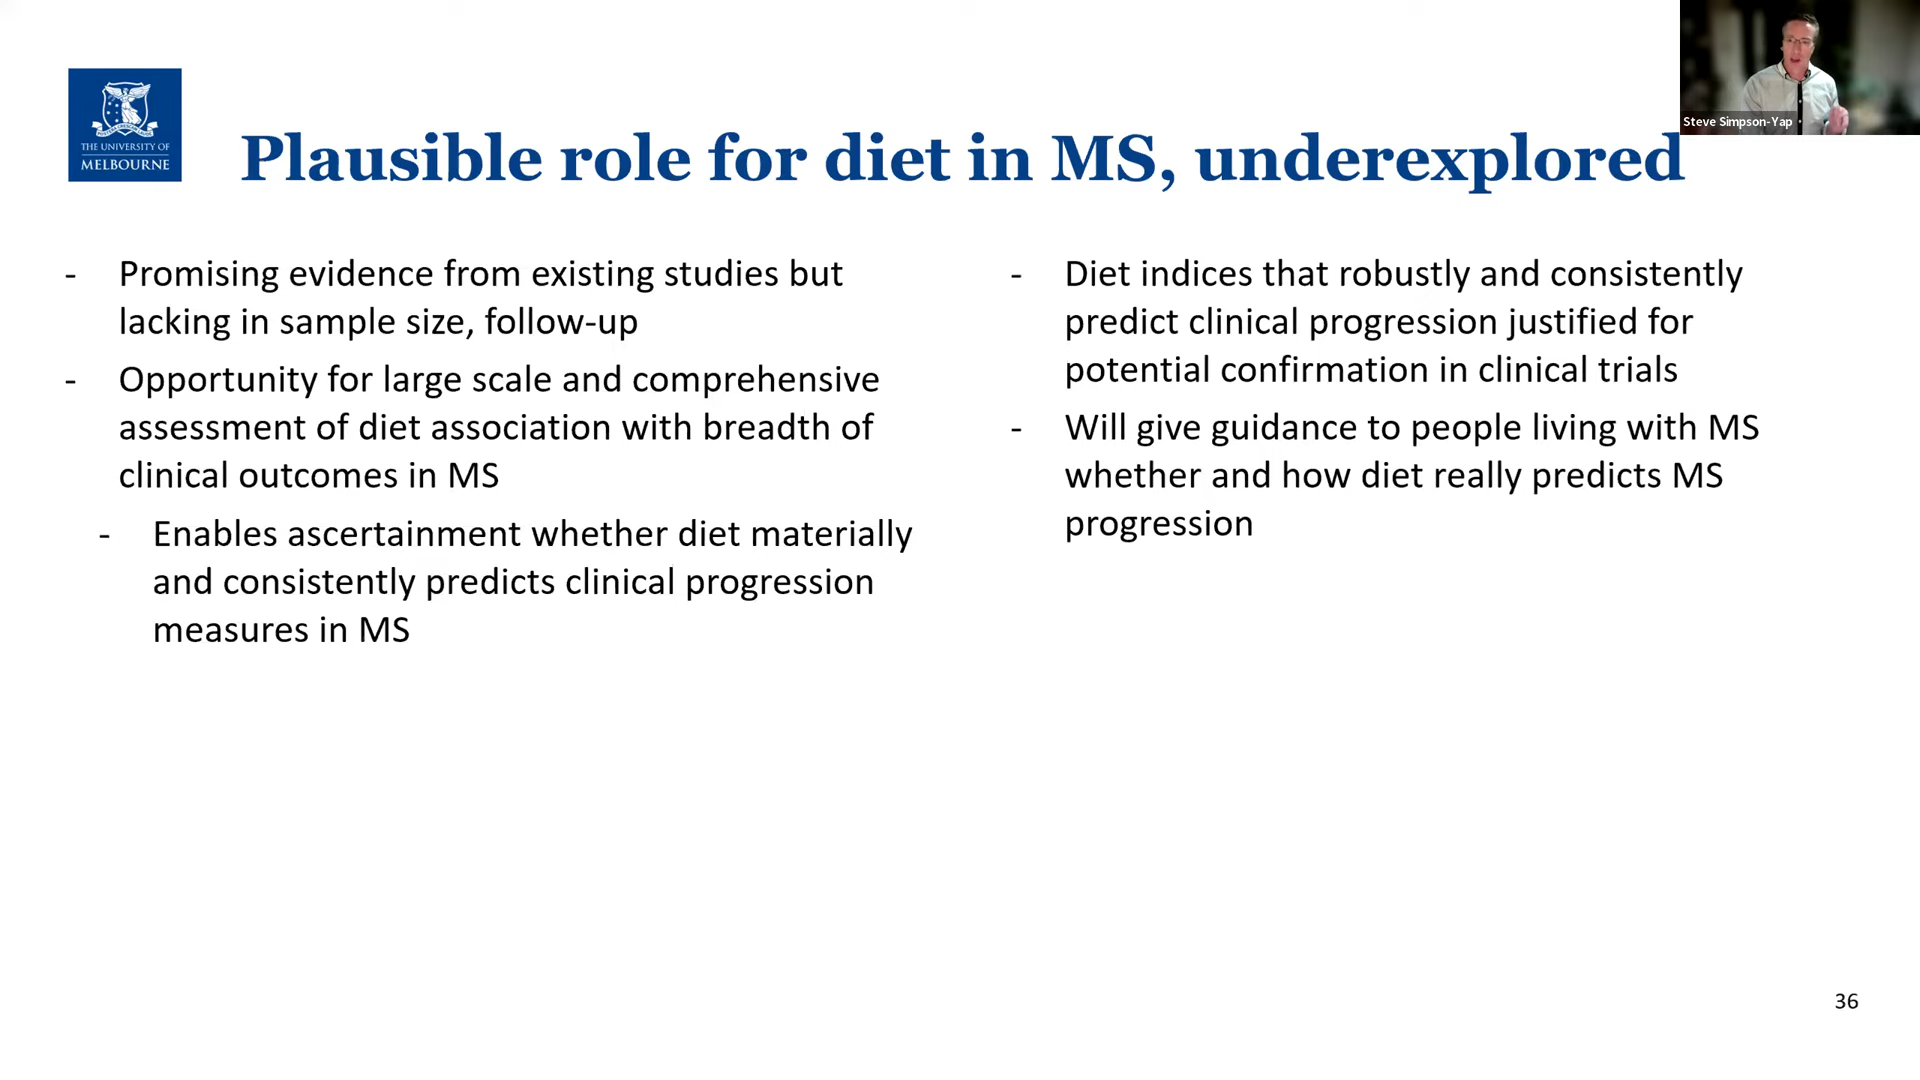 Steve Simpson-Yap
THE UNIVERSITY OF
MELBOURNE
Plausible role for diet in MS, underexplored
- Promising evidence from existing studies but
lacking in sample size, follow-up
- Opportunity for large scale and comprehensive
assessment of diet association with breadth of
clinical outcomes in MS
- Enables ascertainment whether diet materially
and consistently predicts clinical progression
measures in MS
- Diet indices that robustly and consistently
predict clinical progression justified for
potential confirmation in clinical trials
- Will give guidance to people living with MS
whether and how diet really predicts MS
progression
36